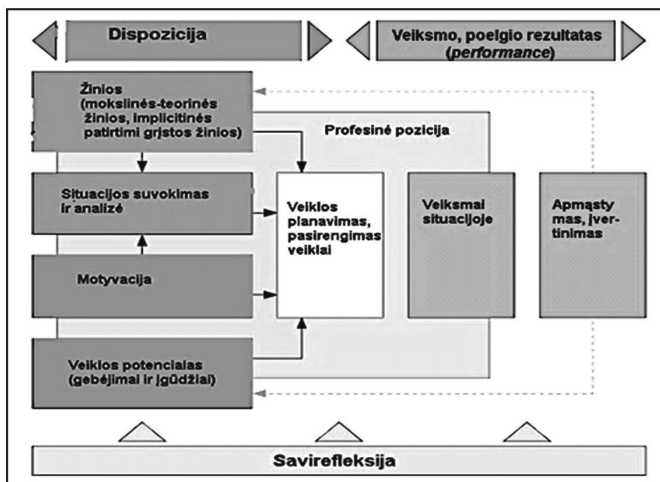 Dispozicija
Veiksmo, poelgio rezultatas
(performance)
Žinios
(mokslinės-teorinės
žinios, implicitinės
patirtimi grįstos žinios)
Profesinė pozicija
Situacijos suvokimas
ir analizė
Veiklos
planavimas,
pasirengimas
veiklai
Veiksmai
situacijoje
Apmąsty
mas, įver-
tinimas
Motyvacija
Veiklos potencialas
(gebėjimai ir įgūdžiai)
Savirefleksija